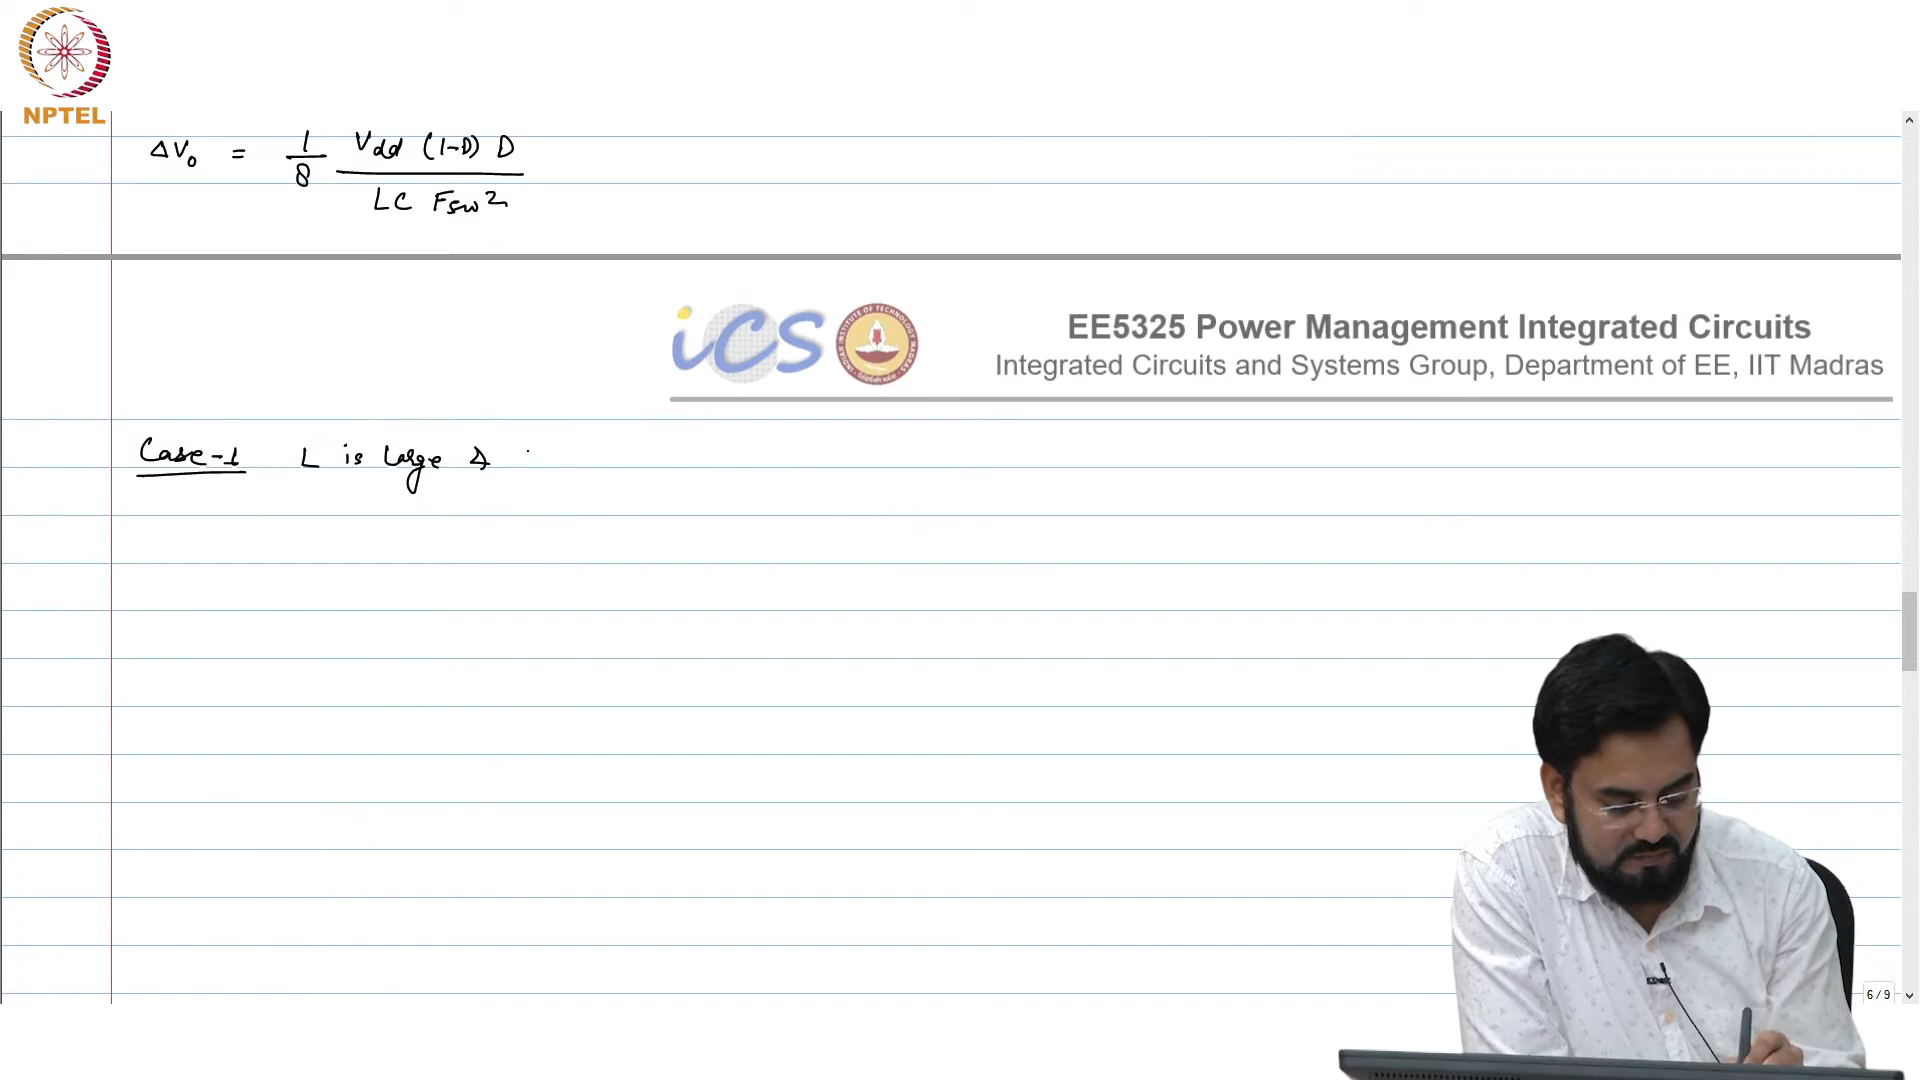 NPTEL
ΔV₀ = 1/8 Vdd (1-D) D / LC Fsw²
iCS
EE5325 Power Management Integrated Circuits
Integrated Circuits and Systems Group, Department of EE, IIT Madras
Case-1 L is large &
6 / 9